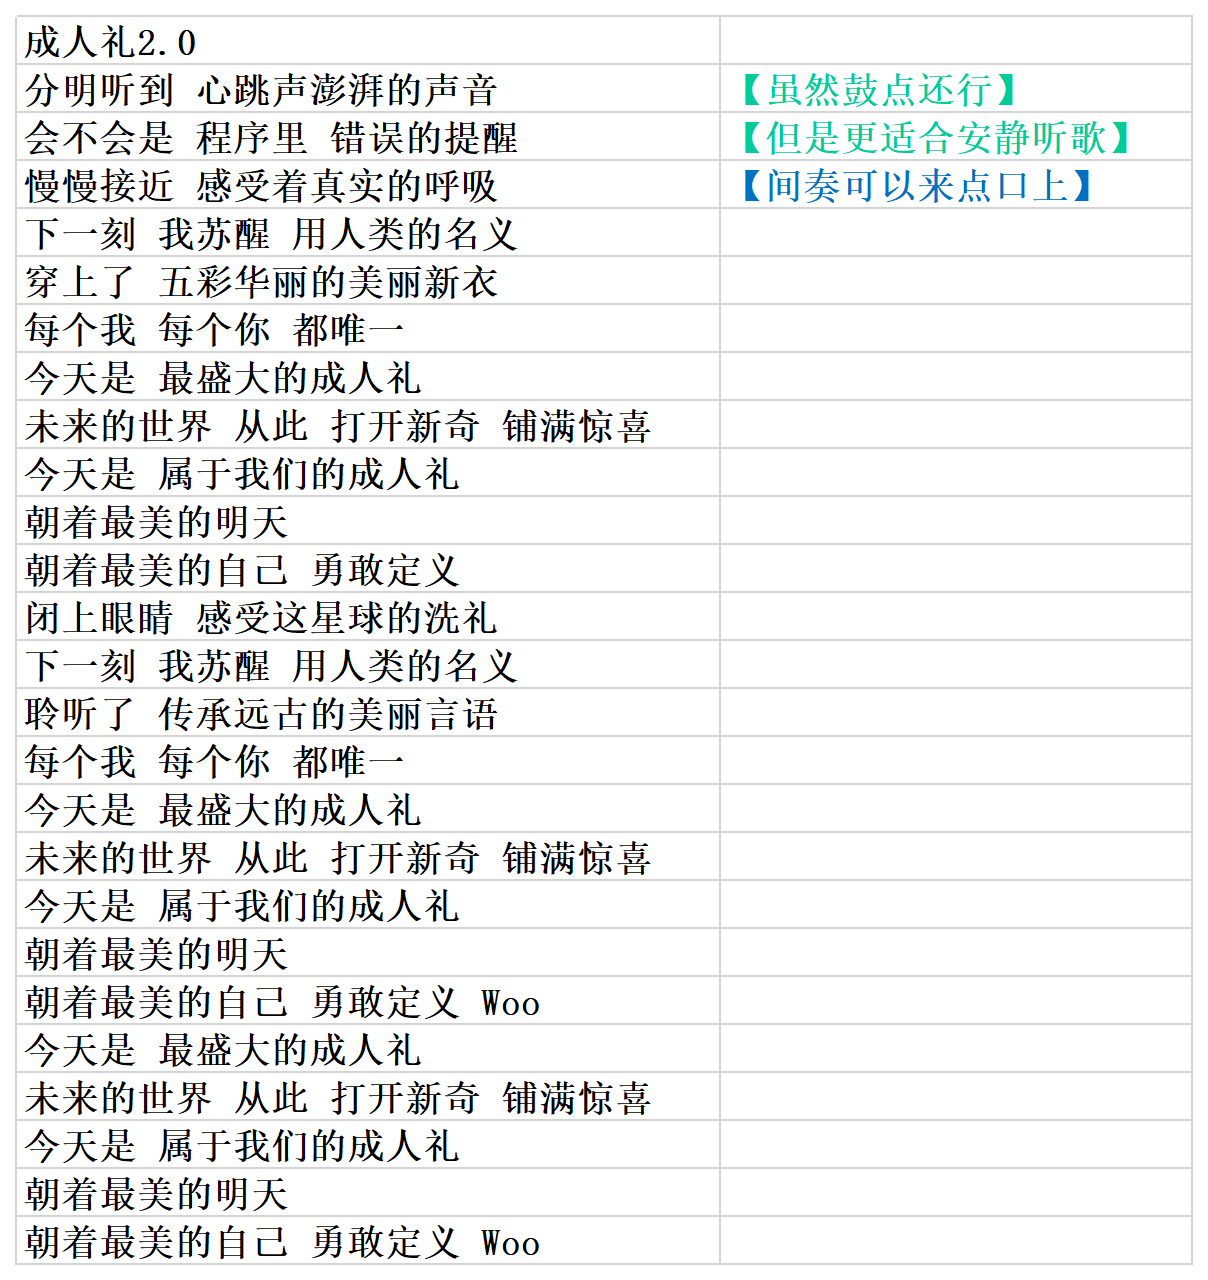 成人礼2.0
分明听到 心跳声澎湃的声音 【虽然鼓点还行】
会不会是 程序里 错误的提醒 【但是更适合安静听歌】
慢慢接近 感受着真实的呼吸 【间奏可以来点口上】
下一刻 我苏醒 用人类的名义
穿上了 五彩华丽的美丽新衣
每个我 每个你 都唯一
今天是 最盛大的成人礼
未来的世界 从此 打开新奇 铺满惊喜
今天是 属于我们的成人礼
朝着最美的明天
朝着最美的自己 勇敢定义
闭上眼睛 感受这星球的洗礼
下一刻 我苏醒 用人类的名义
聆听了 传承远古的美丽言语
每个我 每个你 都唯一
今天是 最盛大的成人礼
未来的世界 从此 打开新奇 铺满惊喜
今天是 属于我们的成人礼
朝着最美的明天
朝着最美的自己 勇敢定义 Woo
今天是 最盛大的成人礼
未来的世界 从此 打开新奇 铺满惊喜
今天是 属于我们的成人礼
朝着最美的明天
朝着最美的自己 勇敢定义 Woo